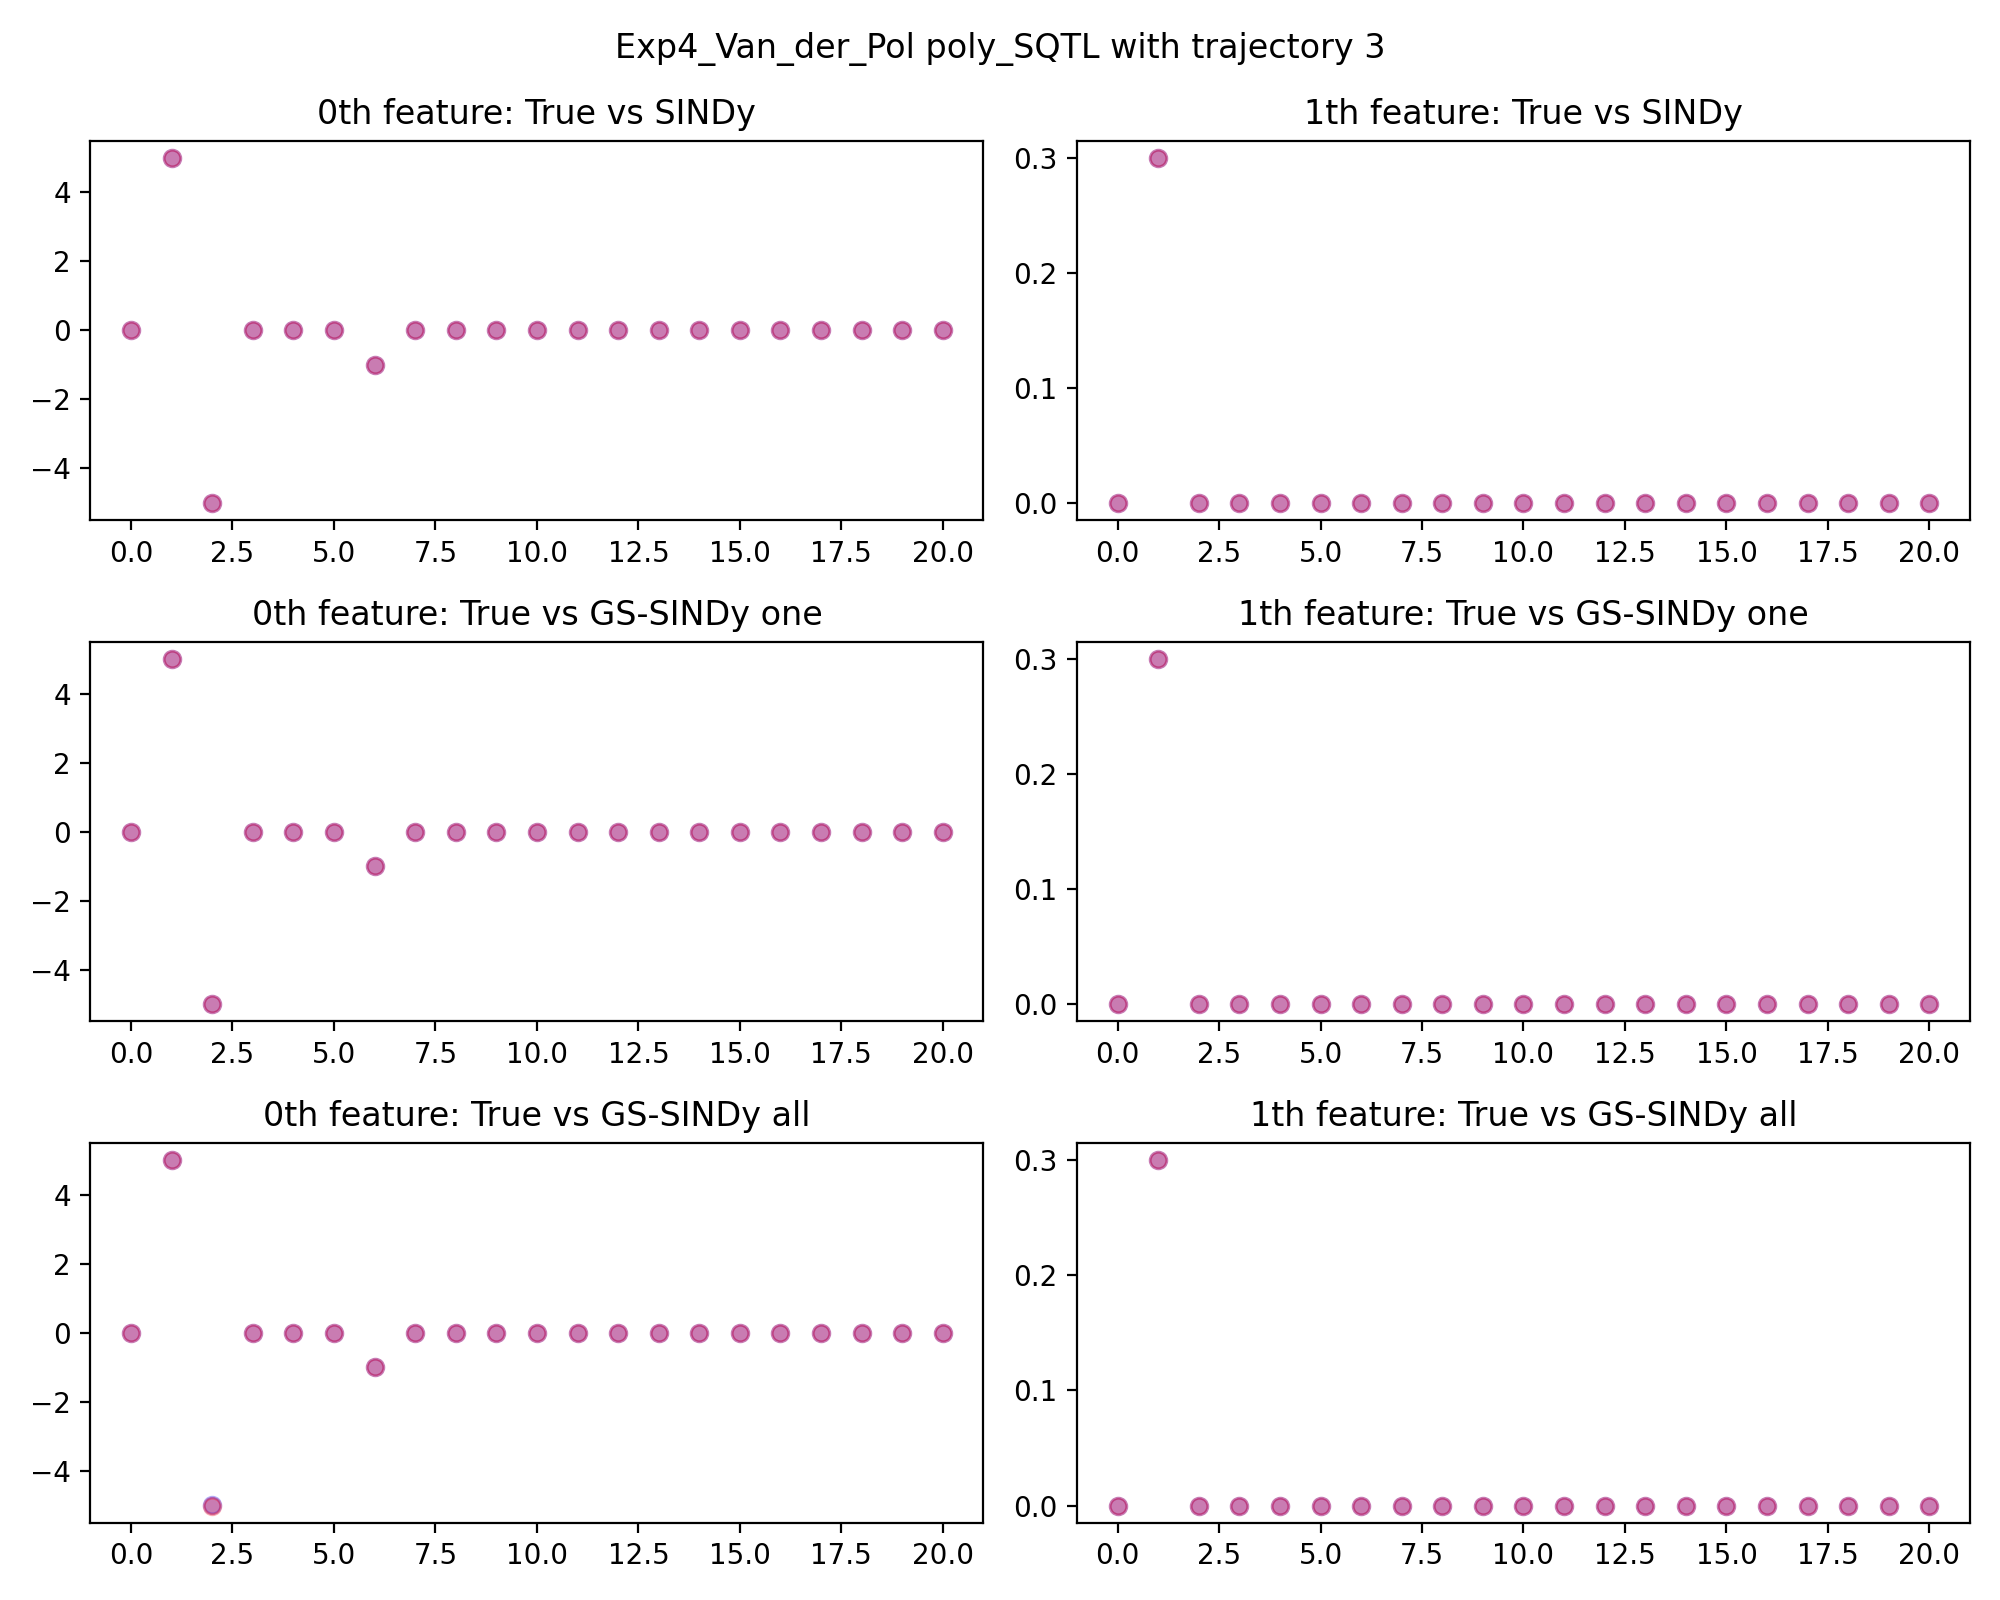 Exp4_Van_der_Pol poly_SQTL with trajectory 3
0th feature: True vs SINDy
4
2
0
−2
−4
0.0 2.5 5.0 7.5 10.0 12.5 15.0 17.5 20.0
1th feature: True vs SINDy
0.3
0.2
0.1
0.0
0.0 2.5 5.0 7.5 10.0 12.5 15.0 17.5 20.0
0th feature: True vs GS-SINDy one
4
2
0
−2
−4
0.0 2.5 5.0 7.5 10.0 12.5 15.0 17.5 20.0
1th feature: True vs GS-SINDy one
0.3
0.2
0.1
0.0
0.0 2.5 5.0 7.5 10.0 12.5 15.0 17.5 20.0
0th feature: True vs GS-SINDy all
4
2
0
−2
−4
0.0 2.5 5.0 7.5 10.0 12.5 15.0 17.5 20.0
1th feature: True vs GS-SINDy all
0.3
0.2
0.1
0.0
0.0 2.5 5.0 7.5 10.0 12.5 15.0 17.5 20.0